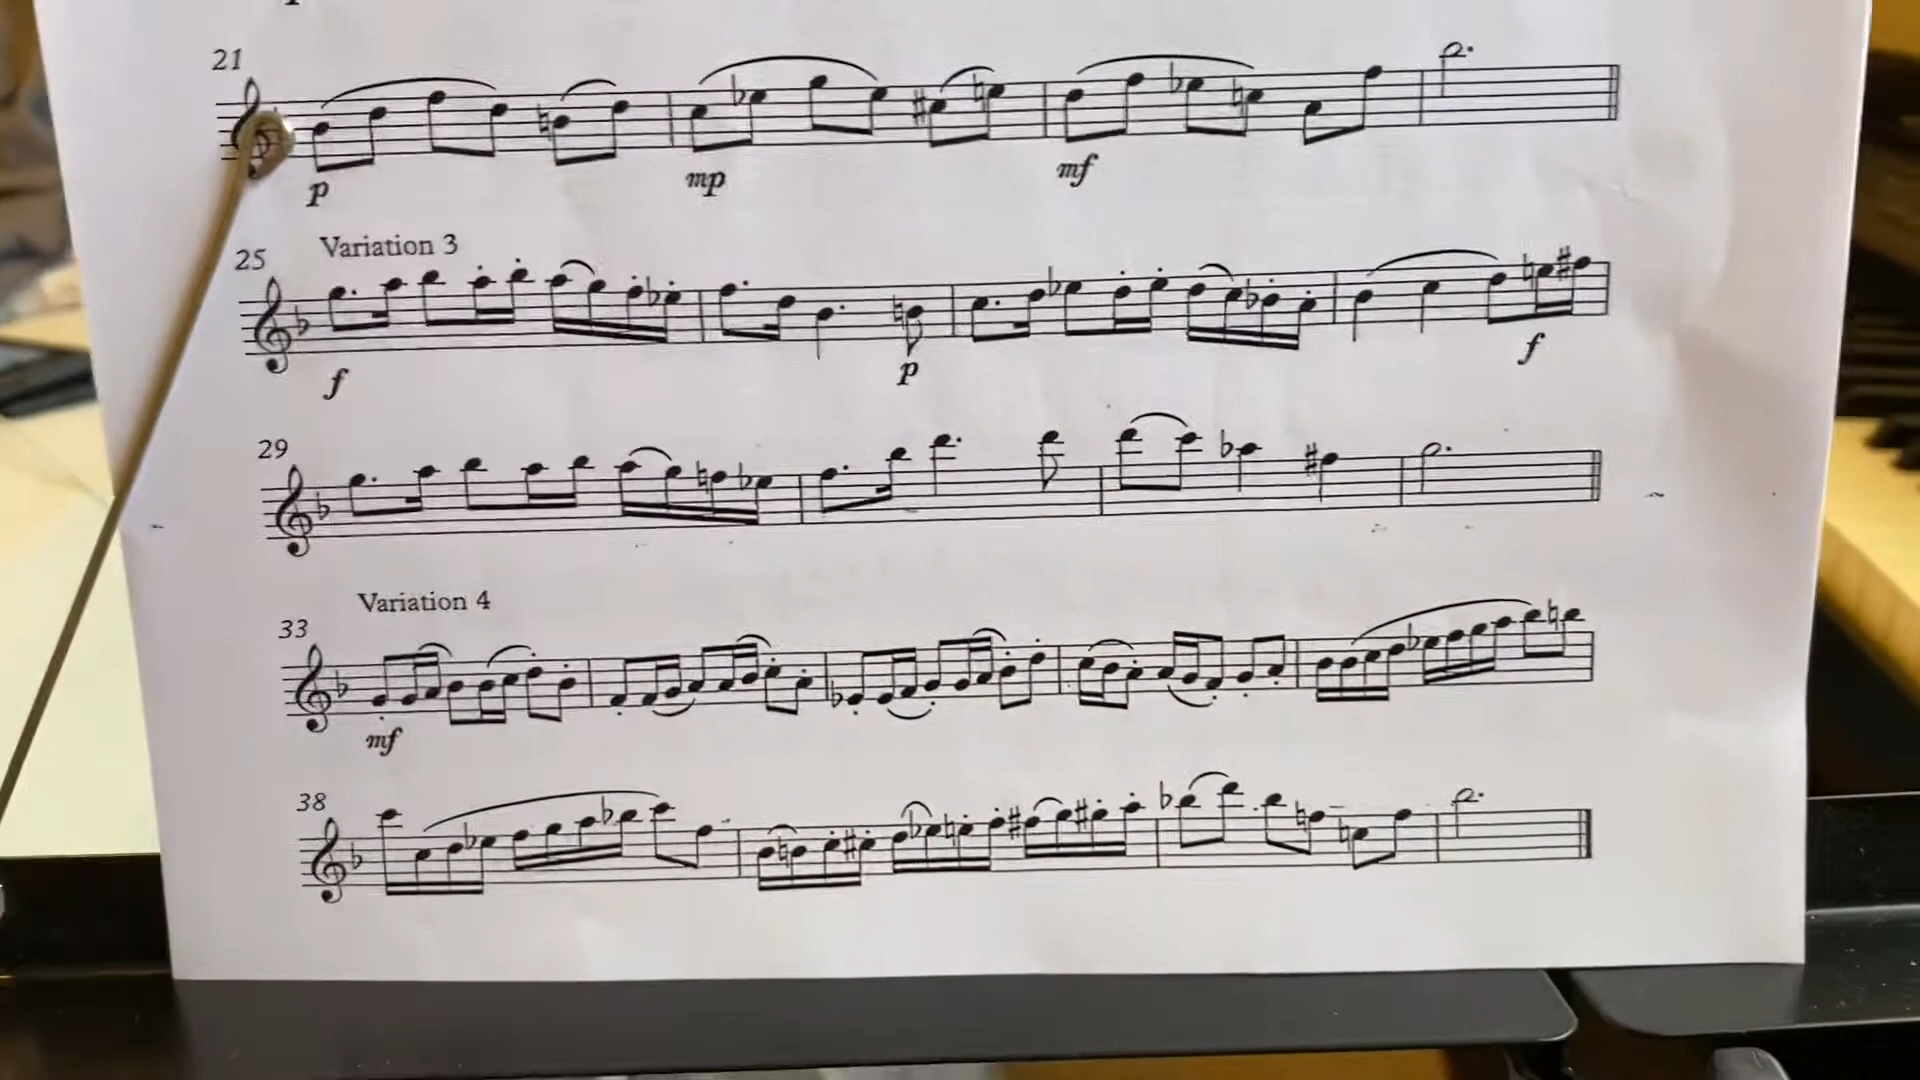 21
p mp mf
Variation 3
25
f p f
29
Variation 4
33
mf
38